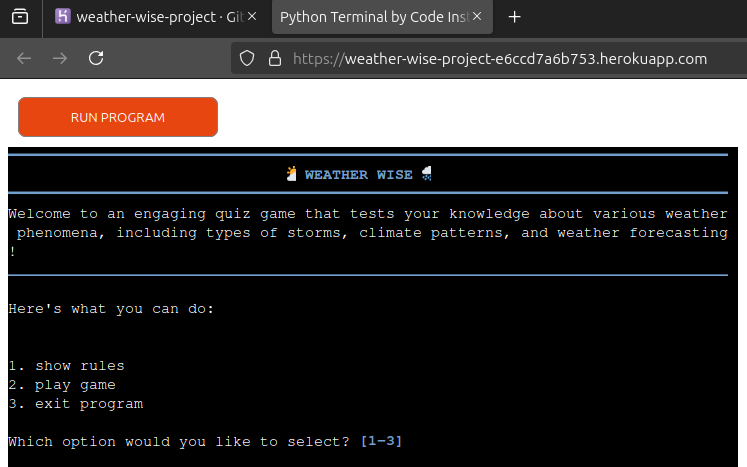 weather-wise-project · Git
Python Terminal by Code Inst
https://weather-wise-project-e6ccd7a6b753.herokuapp.com
RUN PROGRAM
WEATHER WISE
Welcome to an engaging quiz game that tests your knowledge about various weather
phenomena, including types of storms, climate patterns, and weather forecasting
!
Here's what you can do:
1. show rules
2. play game
3. exit program
Which option would you like to select? [1-3]